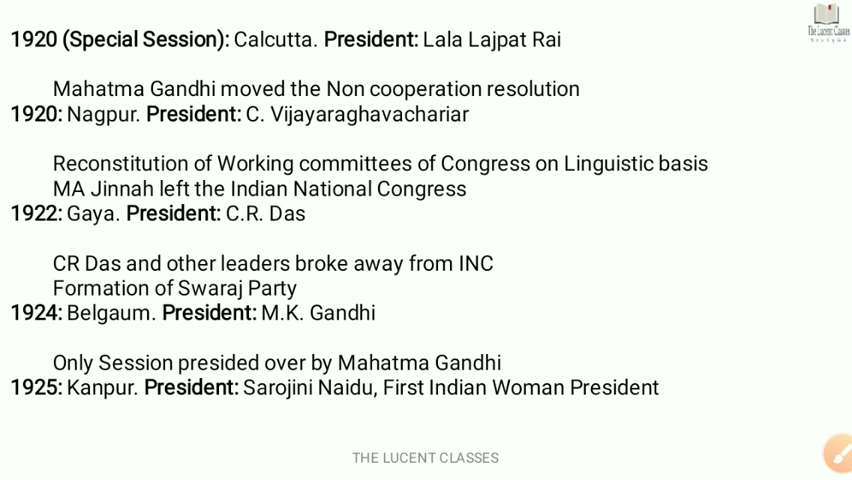 1920 (Special Session): Calcutta. President: Lala Lajpat Rai
Mahatma Gandhi moved the Non cooperation resolution
1920: Nagpur. President: C. Vijayaraghavachariar
Reconstitution of Working committees of Congress on Linguistic basis
MA Jinnah left the Indian National Congress
1922: Gaya. President: C.R. Das
CR Das and other leaders broke away from INC
Formation of Swaraj Party
1924: Belgaum. President: M.K. Gandhi
Only Session presided over by Mahatma Gandhi
1925: Kanpur. President: Sarojini Naidu, First Indian Woman President
THE LUCENT CLASSES
The Lucent Classes